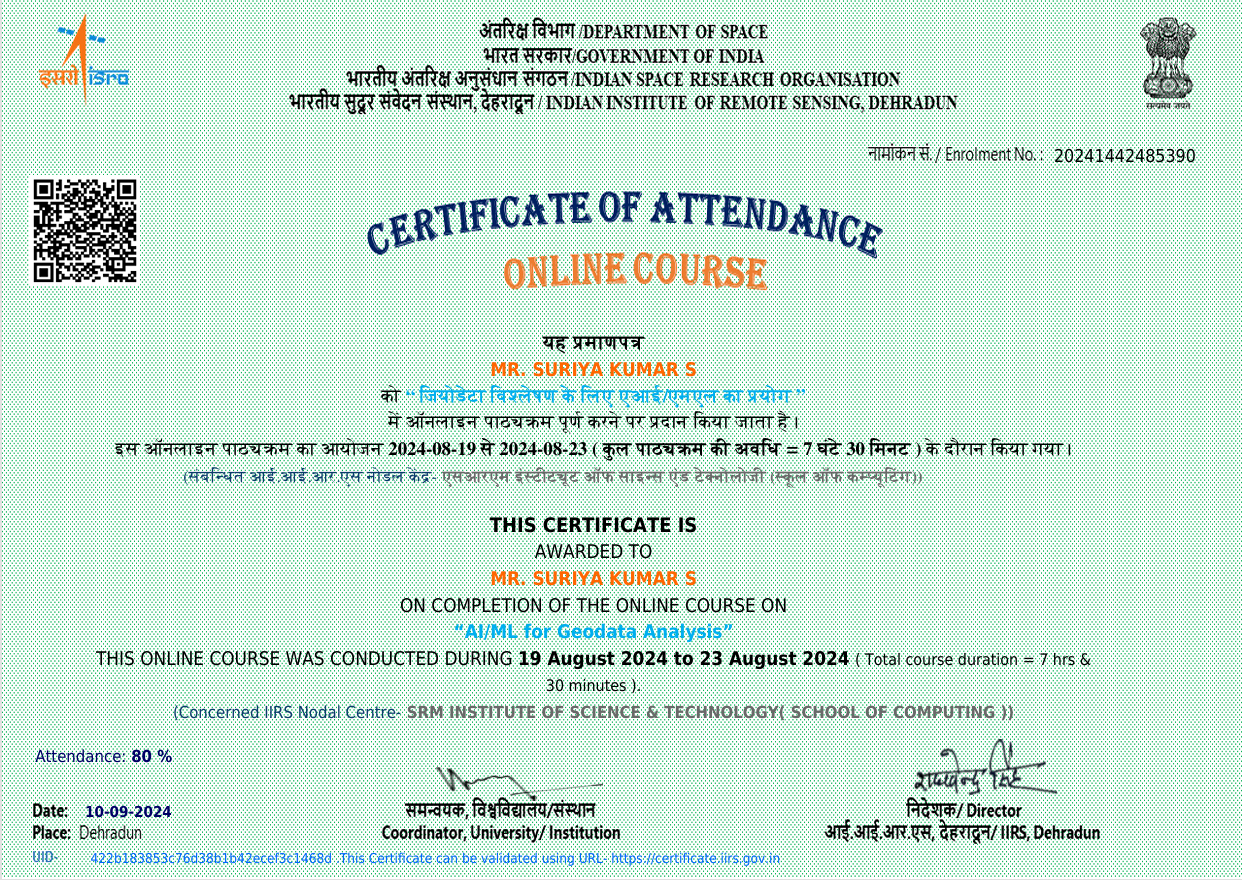 इसरो isro
अंतरिक्ष विभाग /DEPARTMENT OF SPACE
भारत सरकार/GOVERNMENT OF INDIA
भारतीय अंतरिक्ष अनुसंधान संगठन /INDIAN SPACE RESEARCH ORGANISATION
भारतीय सुदूर संवेदन संस्थान, देहरादून / INDIAN INSTITUTE OF REMOTE SENSING, DEHRADUN
सत्यमेव जयते
नामांकन सं. / Enrolment No. : 20241442485390
CERTIFICATE OF ATTENDANCE
ONLINE COURSE
यह प्रमाणपत्र
MR. SURIYA KUMAR S
को “ जियोडेटा विश्लेषण के लिए एआई/एमएल का प्रयोग ”
में ऑनलाइन पाठ्यक्रम पूर्ण करने पर प्रदान किया जाता है ।
इस ऑनलाइन पाठ्यक्रम का आयोजन 2024-08-19 से 2024-08-23 ( कुल पाठ्यक्रम की अवधि = 7 घंटे 30 मिनट ) के दौरान किया गया ।
(संबन्धित आई.आई.आर.एस नोडल केंद्र- एसआरएम इंस्टीट्यूट ऑफ साइन्स एंड टेक्नोलोजी (स्कूल ऑफ कम्प्यूटिंग))
THIS CERTIFICATE IS
AWARDED TO
MR. SURIYA KUMAR S
ON COMPLETION OF THE ONLINE COURSE ON
“AI/ML for Geodata Analysis”
THIS ONLINE COURSE WAS CONDUCTED DURING 19 August 2024 to 23 August 2024 ( Total course duration = 7 hrs &
30 minutes ).
(Concerned IIRS Nodal Centre- SRM INSTITUTE OF SCIENCE & TECHNOLOGY( SCHOOL OF COMPUTING ))
Attendance: 80 %
Date: 10-09-2024
Place: Dehradun
समन्वयक, विश्वविद्यालय/संस्थान
Coordinator, University/ Institution
निदेशक/ Director
आई.आई.आर.एस, देहरादून/ IIRS, Dehradun
UID- 422b183853c76d38b1b42ecef3c1468d .This Certificate can be validated using URL- https://certificate.iirs.gov.in